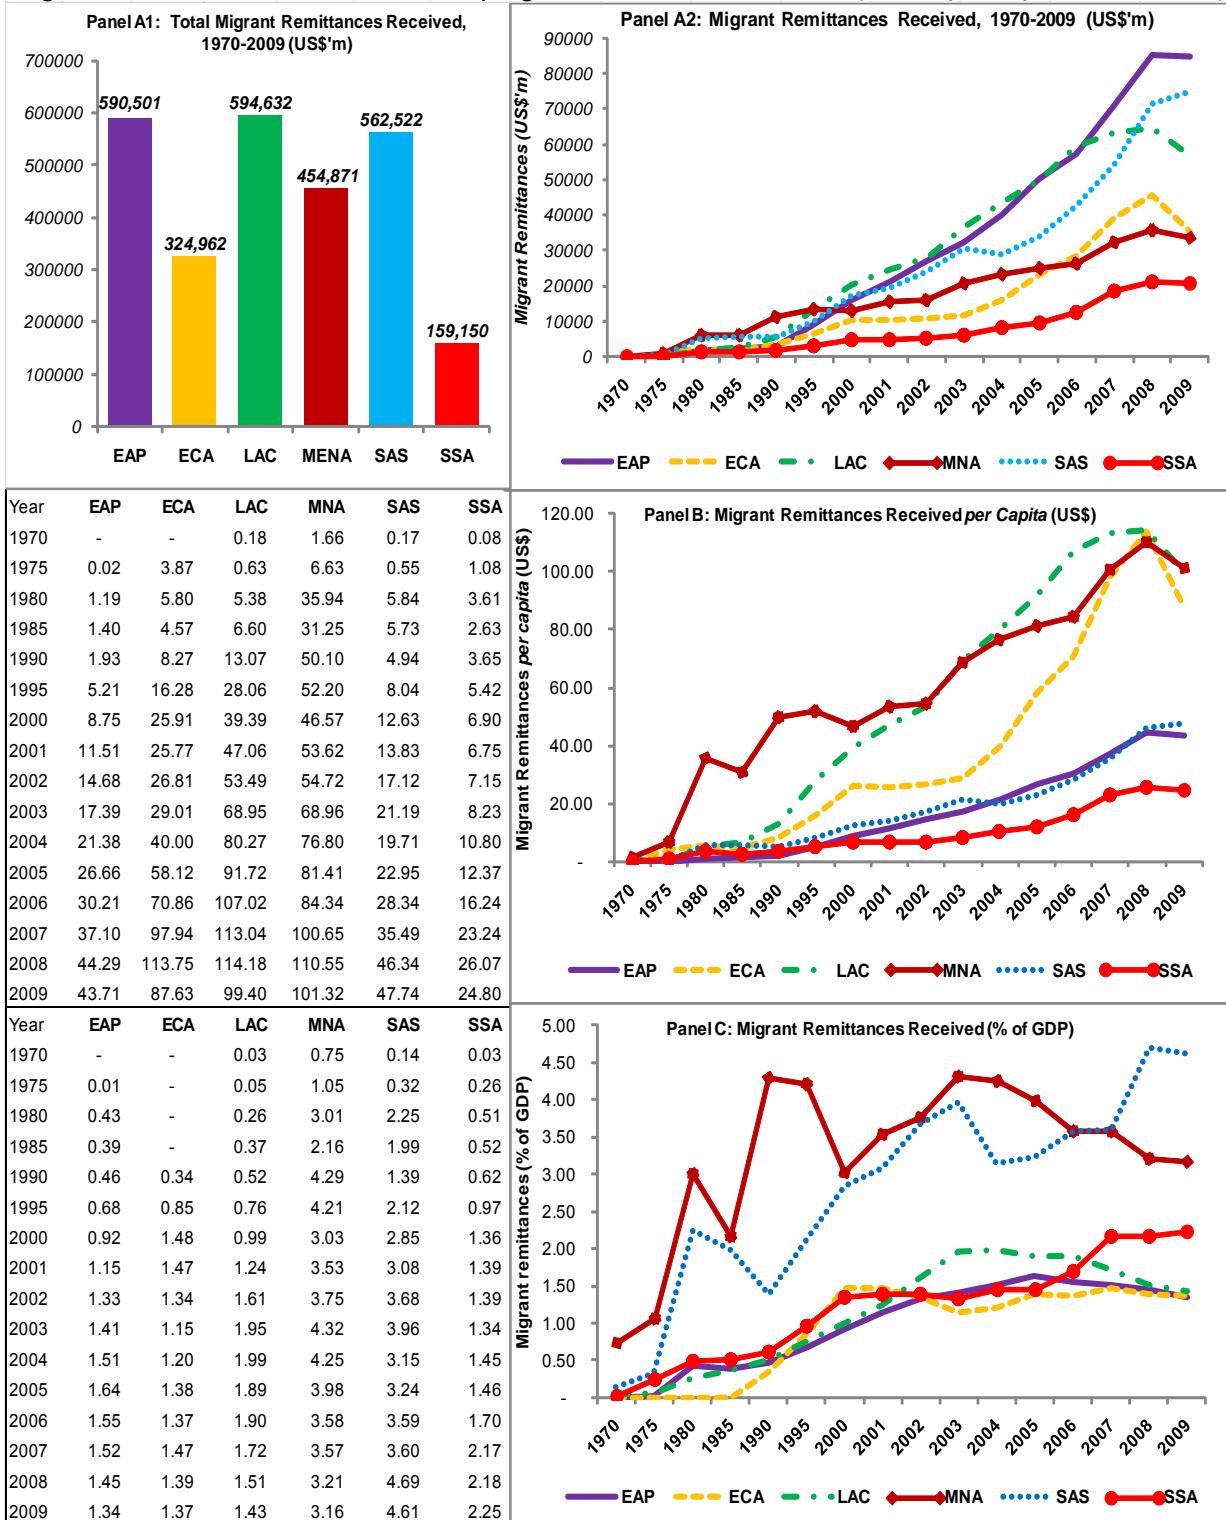 Panel A1: Total Migrant Remittances Received,
1970-2009 (US$'m)
700000
600000
500000
400000
300000
200000
100000
0
590,501
324,962
594,632
454,871
562,522
159,150
EAP ECA LAC MENA SAS SSA
Panel A2: Migrant Remittances Received, 1970-2009 (US$'m)
Migrant Remittances (US$'m)
90000
80000
70000
60000
50000
40000
30000
20000
10000
0
1970 1975 1980 1985 1990 1995 2000 2001 2002 2003 2004 2005 2006 2007 2008 2009
EAP ECA LAC MNA SAS SSA
Year EAP ECA LAC MNA SAS SSA
1970 - - 0.18 1.66 0.17 0.08
1975 0.02 3.87 0.63 6.63 0.55 1.08
1980 1.19 5.80 5.38 35.94 5.84 3.61
1985 1.40 4.57 6.60 31.25 5.73 2.63
1990 1.93 8.27 13.07 50.10 4.94 3.65
1995 5.21 16.28 28.06 52.20 8.04 5.42
2000 8.75 25.91 39.39 46.57 12.63 6.90
2001 11.51 25.77 47.06 53.62 13.83 6.75
2002 14.68 26.81 53.49 54.72 17.12 7.15
2003 17.39 29.01 68.95 68.96 21.19 8.23
2004 21.38 40.00 80.27 76.80 19.71 10.80
2005 26.66 58.12 91.72 81.41 22.95 12.37
2006 30.21 70.86 107.02 84.34 28.34 16.24
2007 37.10 97.94 113.04 100.65 35.49 23.24
2008 44.29 113.75 114.18 110.55 46.34 26.07
2009 43.71 87.63 99.40 101.32 47.74 24.80
Panel B: Migrant Remittances Received per Capita (US$)
Migrant Remittances per capita (US$)
120.00
100.00
80.00
60.00
40.00
20.00
-
1970 1975 1980 1985 1990 1995 2000 2001 2002 2003 2004 2005 2006 2007 2008 2009
EAP ECA LAC MNA SAS SSA
Year EAP ECA LAC MNA SAS SSA
1970 - - 0.03 0.75 0.14 0.03
1975 0.01 - 0.05 1.05 0.32 0.26
1980 0.43 - 0.26 3.01 2.25 0.51
1985 0.39 - 0.37 2.16 1.99 0.52
1990 0.46 0.34 0.52 4.29 1.39 0.62
1995 0.68 0.85 0.76 4.21 2.12 0.97
2000 0.92 1.48 0.99 3.03 2.85 1.36
2001 1.15 1.47 1.24 3.53 3.08 1.39
2002 1.33 1.34 1.61 3.75 3.68 1.39
2003 1.41 1.15 1.95 4.32 3.96 1.34
2004 1.51 1.20 1.99 4.25 3.15 1.45
2005 1.64 1.38 1.89 3.98 3.24 1.46
2006 1.55 1.37 1.90 3.58 3.59 1.70
2007 1.52 1.47 1.72 3.57 3.60 2.17
2008 1.45 1.39 1.51 3.21 4.69 2.18
2009 1.34 1.37 1.43 3.16 4.61 2.25
Panel C: Migrant Remittances Received (% of GDP)
Migrant remittances (% of GDP)
5.00
4.50
4.00
3.50
3.00
2.50
2.00
1.50
1.00
0.50
-
1970 1975 1980 1985 1990 1995 2000 2001 2002 2003 2004 2005 2006 2007 2008 2009
EAP ECA LAC MNA SAS SSA